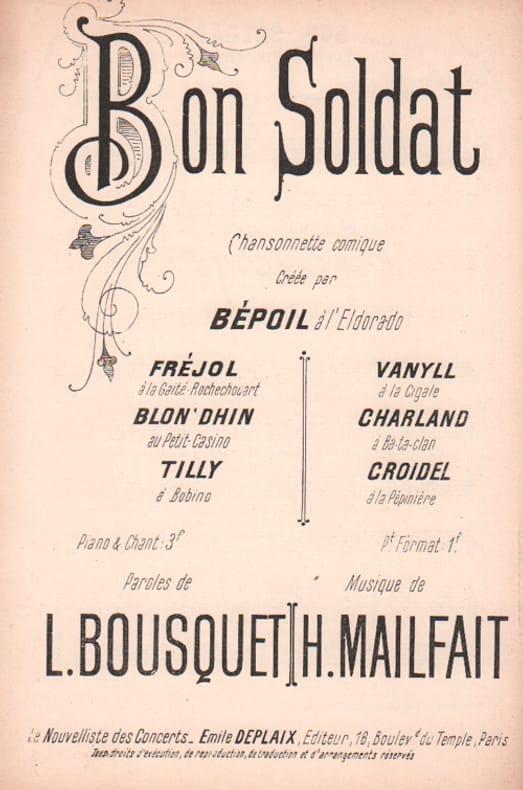 Bon Soldat
Chansonnette comique
Créée par
BÉPOIL à l'Eldorado
FRÉJOL
à la Gaité-Rochechouart
BLON'DHIN
au Petit-Casino
TILLY
à Bobino
VANYLL
à la Cigale
CHARLAND
à Ba-ta-clan
CROIDEL
à la Pépinière
Piano & Chant: 3f
Pt Format: 1f.
Paroles de
Musique de
L. BOUSQUET
H. MAILFAIT
Le Nouvelliste des Concerts_ Emile DEPLAIX, Editeur, 18, Boulevd du Temple, Paris
Tous droits d'exécution, de reproduction, de traduction et d'arrangements réservés